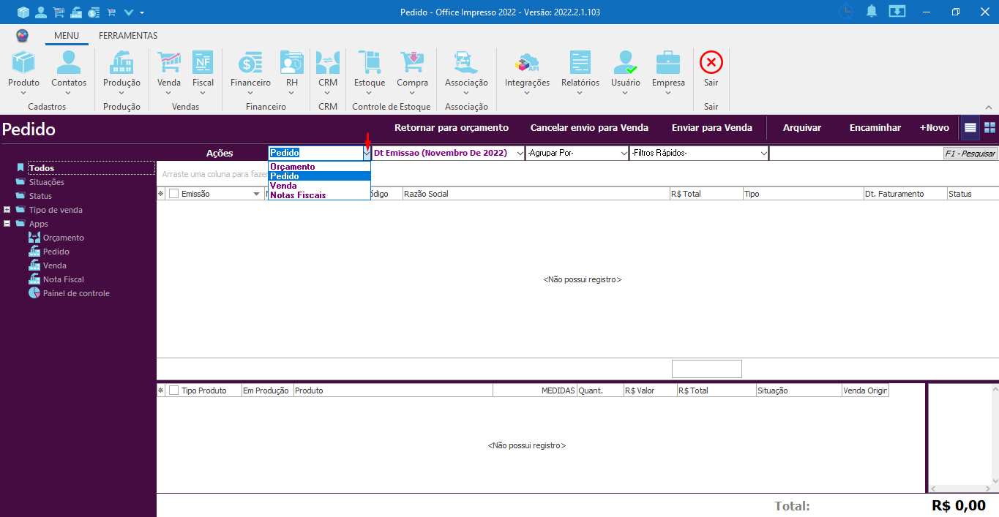 Pedido - Office Impresso 2022 - Versão: 2022.2.1.103
MENU FERRAMENTAS
NF API
Produto Contatos Produção Venda Fiscal Financeiro RH CRM Estoque Compra Associação Integrações Relatórios Usuário Empresa Sair
Cadastros Produção Vendas Financeiro CRM Controle de Estoque Associação Sair
Pedido Retornar para orçamento Cancelar envio para Venda Enviar para Venda Arquivar Encaminhar +Novo
Ações Pedido Dt Emissao (Novembro De 2022) -Agrupar Por- -Filtros Rápidos- F1 - Pesquisar
Orçamento
Pedido
Venda
Notas Fiscais
Todos
Situações
Status
Tipo de venda
Apps
Orçamento
Pedido
Venda
Nota Fiscal
Painel de controle
Arraste uma coluna para faze
Emissão ódigo Razão Social R$ Total Tipo Dt. Faturamento Status
<Não possui registro>
Tipo Produto Em Produção Produto MEDIDAS Quant. R$ Valor R$ Total Situação Venda Origin
<Não possui registro>
Total: R$ 0,00